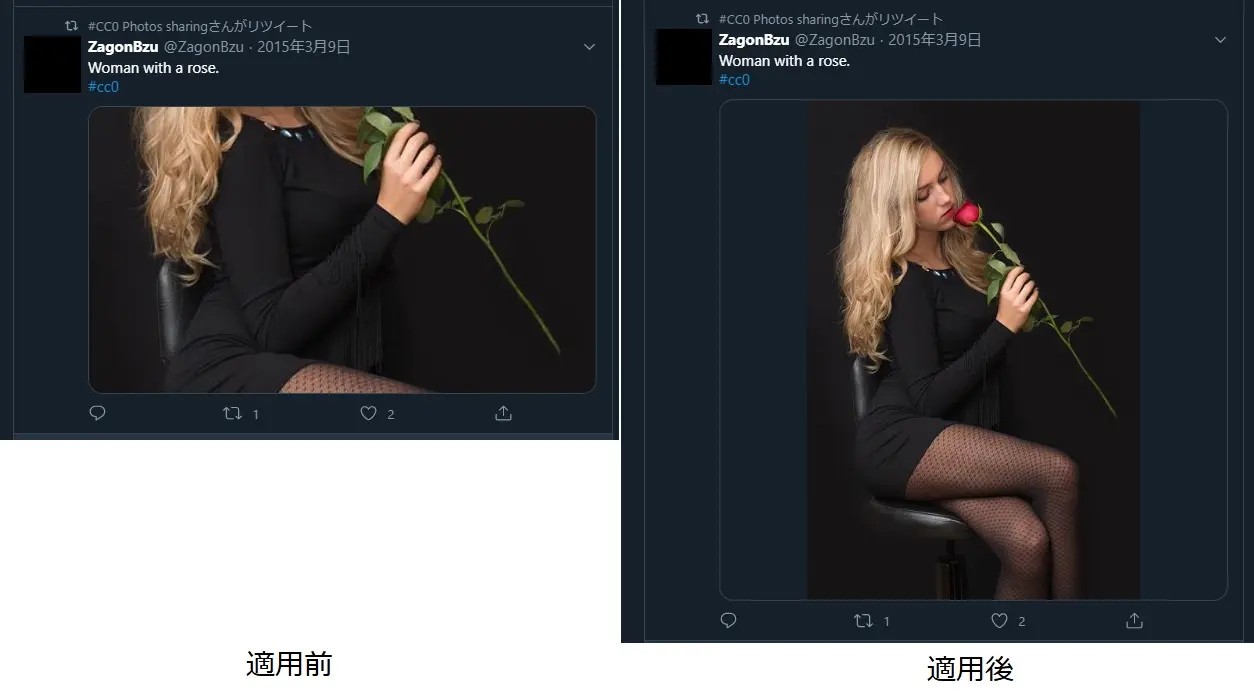 #CC0 Photos sharingさんがリツイート
ZagonBzu @ZagonBzu · 2015年3月9日
Woman with a rose.
#cc0
1 2
適用前
#CC0 Photos sharingさんがリツイート
ZagonBzu @ZagonBzu · 2015年3月9日
Woman with a rose.
#cc0
1 2
適用後